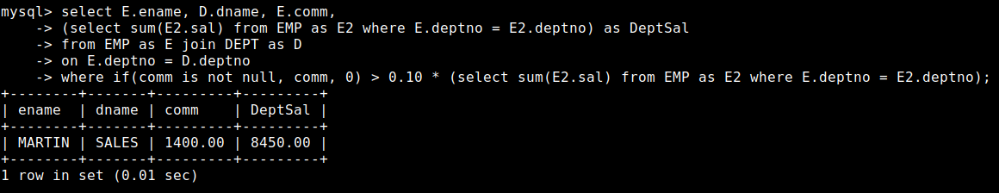 mysql> select E.ename, D.dname, E.comm,
    -> (select sum(E2.sal) from EMP as E2 where E.deptno = E2.deptno) as DeptSal
    -> from EMP as E join DEPT as D
    -> on E.deptno = D.deptno
    -> where if(comm is not null, comm, 0) > 0.10 * (select sum(E2.sal) from EMP as E2 where E.deptno = E2.deptno);
+--------+-------+---------+---------+
| ename  | dname | comm    | DeptSal |
+--------+-------+---------+---------+
| MARTIN | SALES | 1400.00 | 8450.00 |
+--------+-------+---------+---------+
1 row in set (0.01 sec)